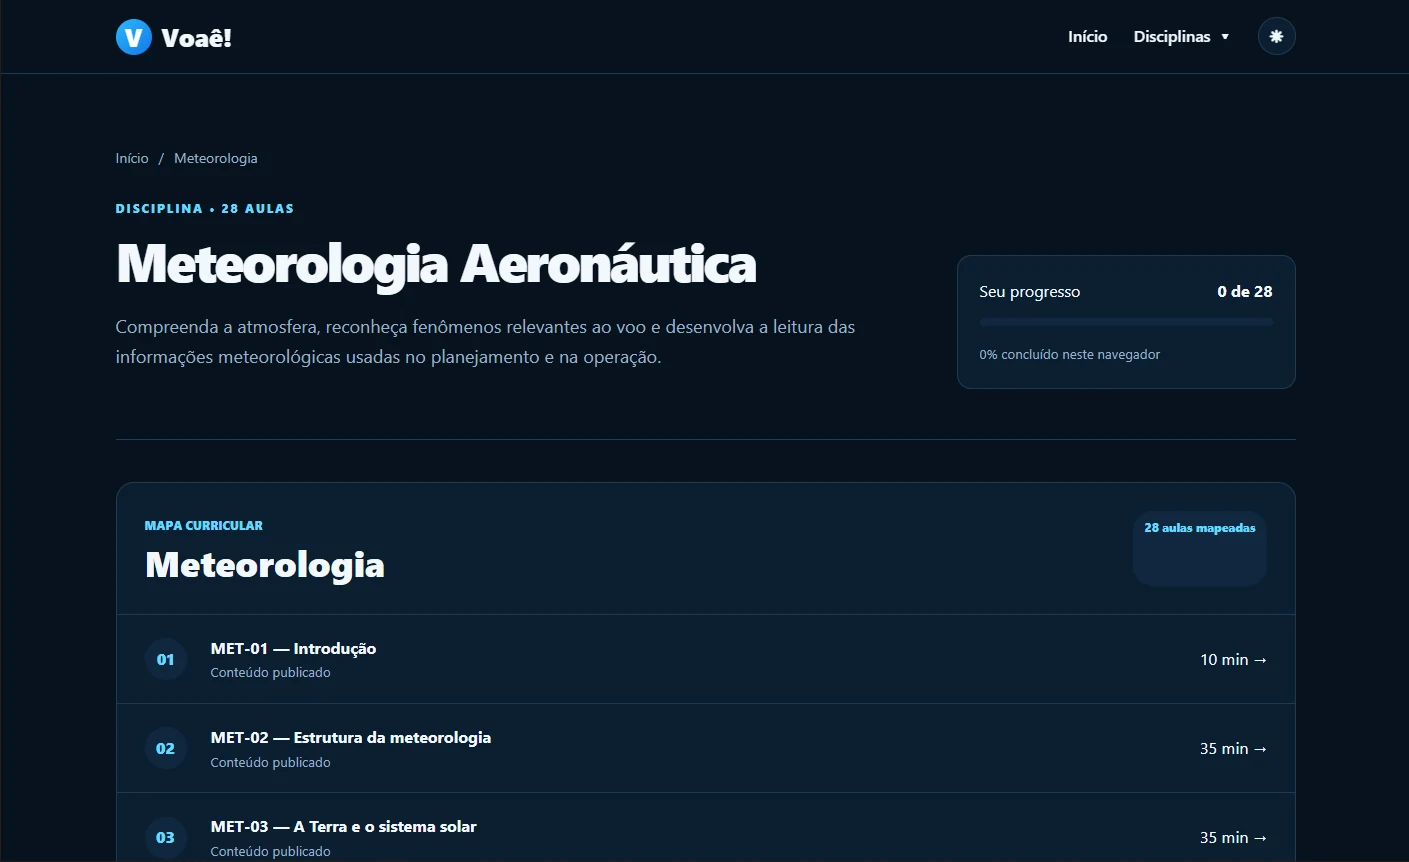 V Voaê!
Início Disciplinas ▼
Início / Meteorologia
DISCIPLINA • 28 AULAS
Meteorologia Aeronáutica
Compreenda a atmosfera, reconheça fenômenos relevantes ao voo e desenvolva a leitura das
informações meteorológicas usadas no planejamento e na operação.
Seu progresso 0 de 28
0% concluído neste navegador
MAPA CURRICULAR
Meteorologia
28 aulas mapeadas
01 MET-01 — Introdução 10 min →
Conteúdo publicado
02 MET-02 — Estrutura da meteorologia 35 min →
Conteúdo publicado
03 MET-03 — A Terra e o sistema solar 35 min →
Conteúdo publicado